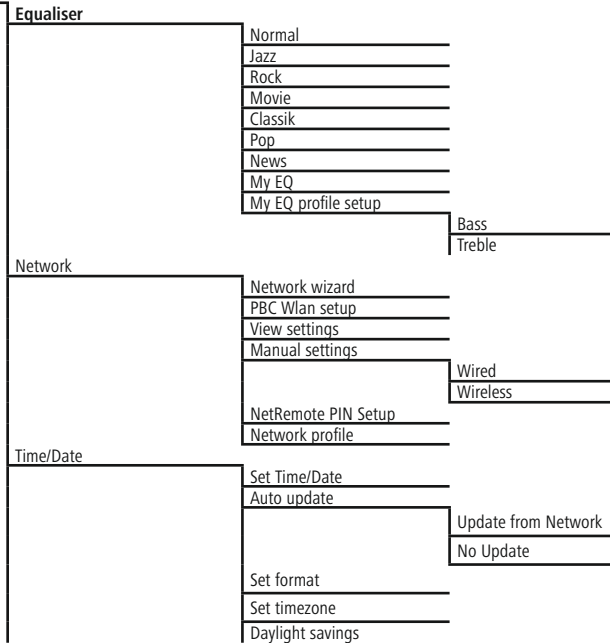 Equaliser
Normal
Jazz
Rock
Movie
Classik
Pop
News
My EQ
My EQ profile setup
Bass
Treble
Network
Network wizard
PBC Wlan setup
View settings
Manual settings
Wired
Wireless
NetRemote PIN Setup
Network profile
Time/Date
Set Time/Date
Auto update
Update from Network
No Update
Set format
Set timezone
Daylight savings